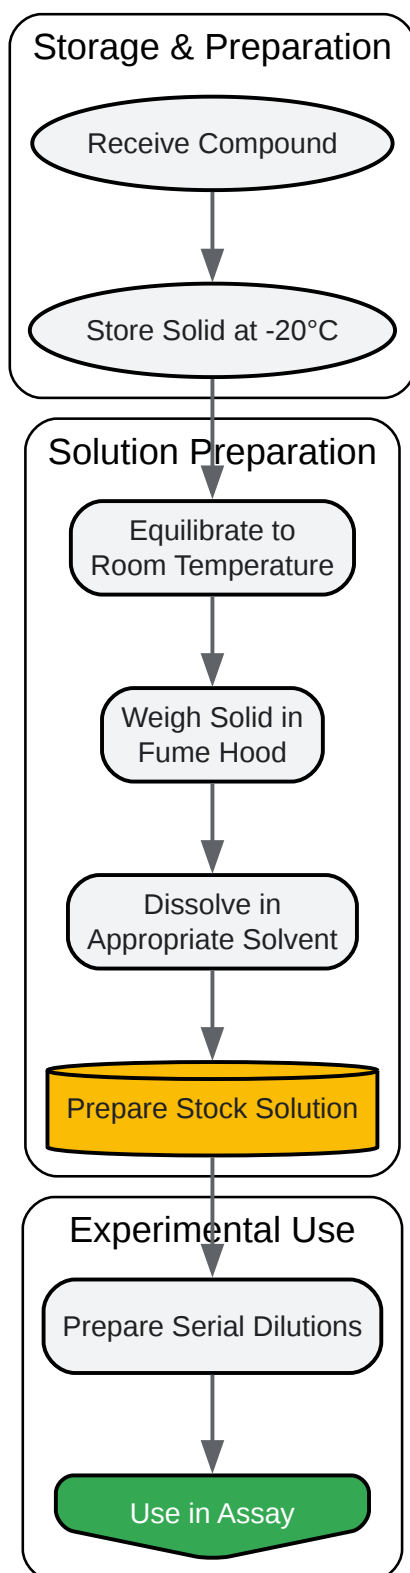 Storage & Preparation
Receive Compound
Store Solid at -20°C
Solution Preparation
Equilibrate to
Room Temperature
Weigh Solid in
Fume Hood
Dissolve in
Appropriate Solvent
Prepare Stock Solution
Experimental Use
Prepare Serial Dilutions
Use in Assay